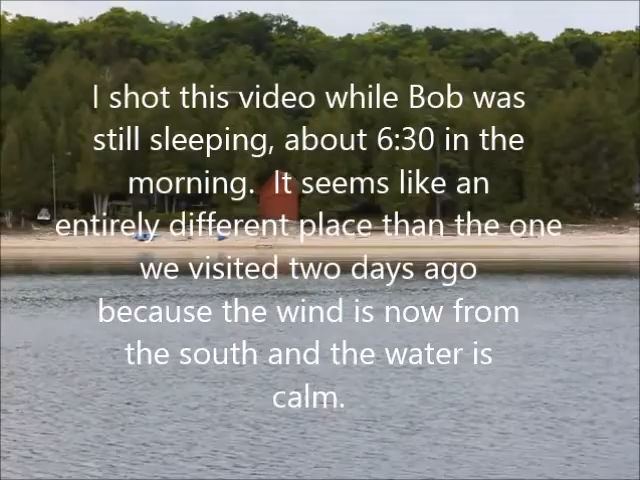 I shot this video while Bob was
still sleeping, about 6:30 in the
morning.  It seems like an
entirely different place than the one
we visited two days ago
because the wind is now from
the south and the water is
calm.